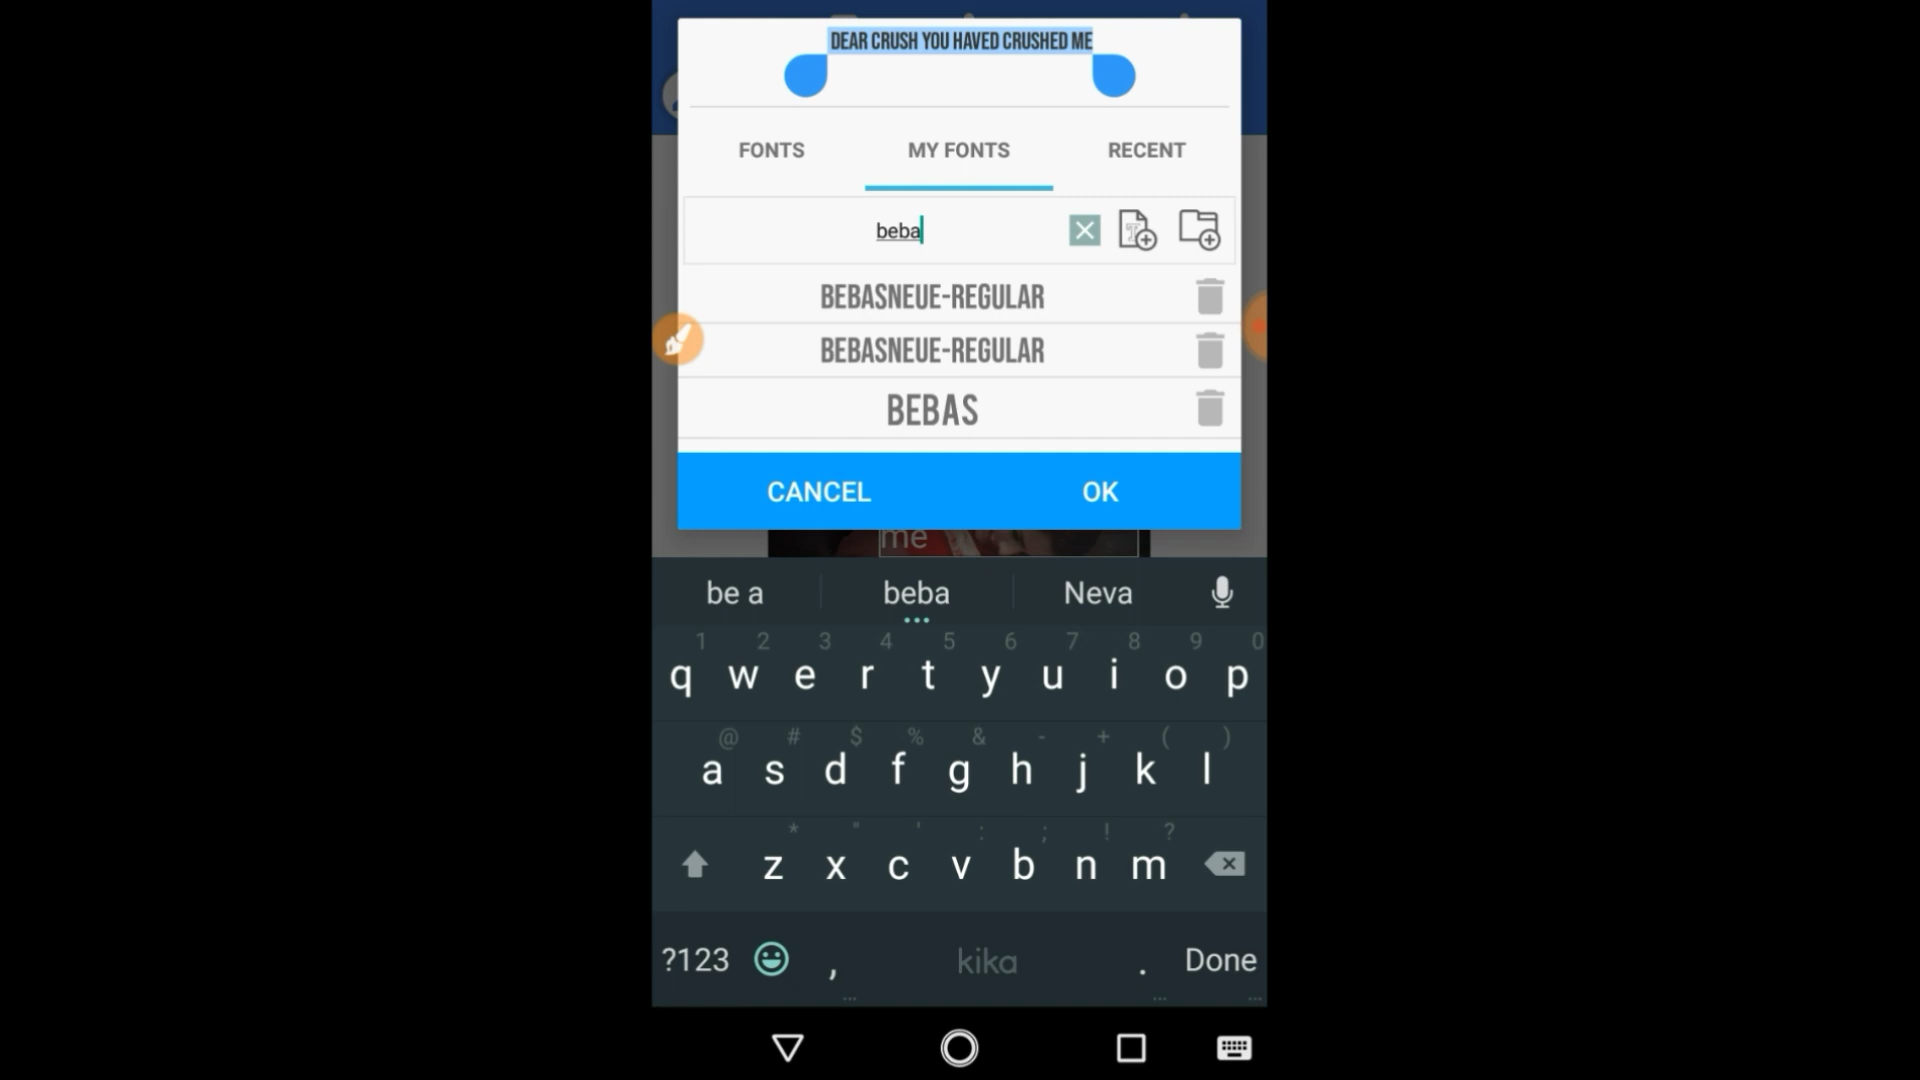 DEAR CRUSH YOU HAVED CRUSHED ME
FONTS MY FONTS RECENT
beba
BEBASNEUE-REGULAR
BEBASNEUE-REGULAR
BEBAS
CANCEL OK
me
be a beba Neva
1 2 3 4 5 6 7 8 9 0
q w e r t y u i o p
@ # $ % & - + ( )
a s d f g h j k l
* " ' : ; ! ?
z x c v b n m
?123 , kika . Done